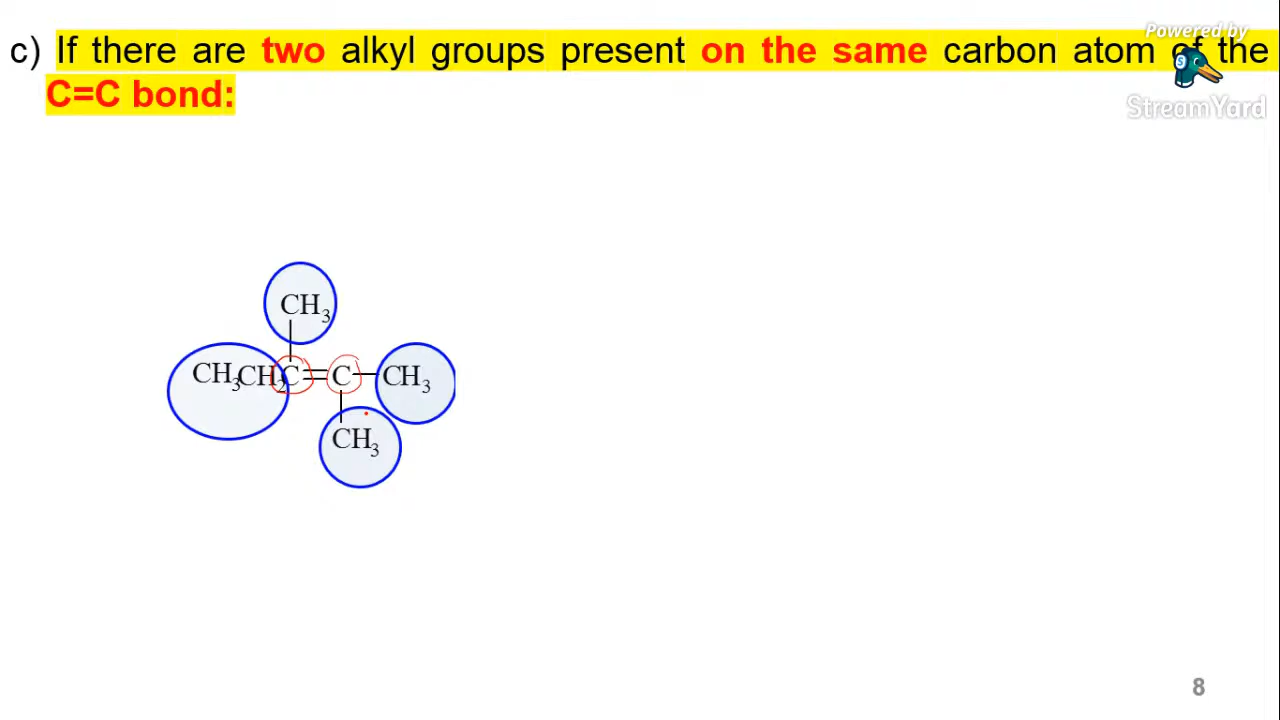 c) If there are two alkyl groups present on the same carbon atom of the
C=C bond:
Powered by
StreamYard
CH3
CH3CH2C=C—CH3
CH3
8